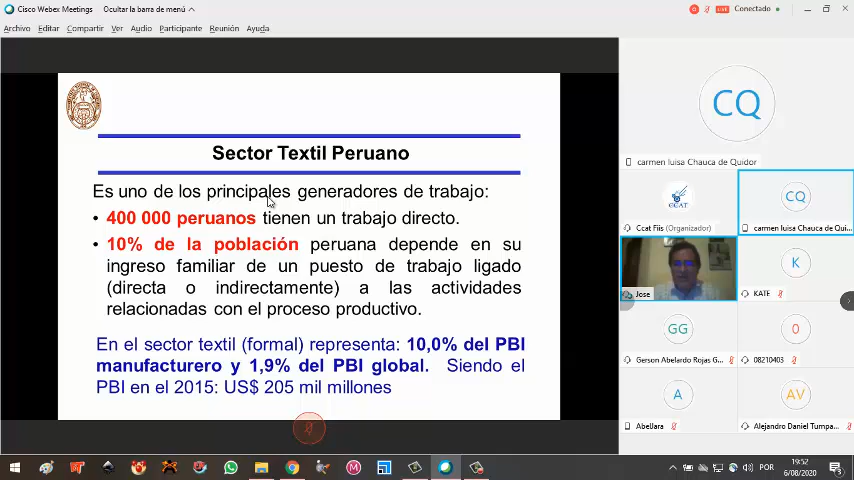 Cisco Webex Meetings
Ocultar la barra de menú
LIVE
Conectado
Archivo Editar Compartir Ver Audio Participante Reunión Ayuda
Sector Textil Peruano
Es uno de los principales generadores de trabajo:
• 400 000 peruanos tienen un trabajo directo.
• 10% de la población peruana depende en su
ingreso familiar de un puesto de trabajo ligado
(directa o indirectamente) a las actividades
relacionadas con el proceso productivo.
En el sector textil (formal) representa: 10,0% del PBI
manufacturero y 1,9% del PBI global. Siendo el
PBI en el 2015: US$ 205 mil millones
CQ
carmen luisa Chauca de Quidor
CCAT
Ccat Fiis (Organizador)
CQ
carmen luisa Chauca de Qui...
Jose
K
KATE
GG
Gerson Abelardo Rojas G...
0
08210403
A
Abellara
AV
Alejandro Daniel Tumpa...
POR
19:52
6/08/2020
3